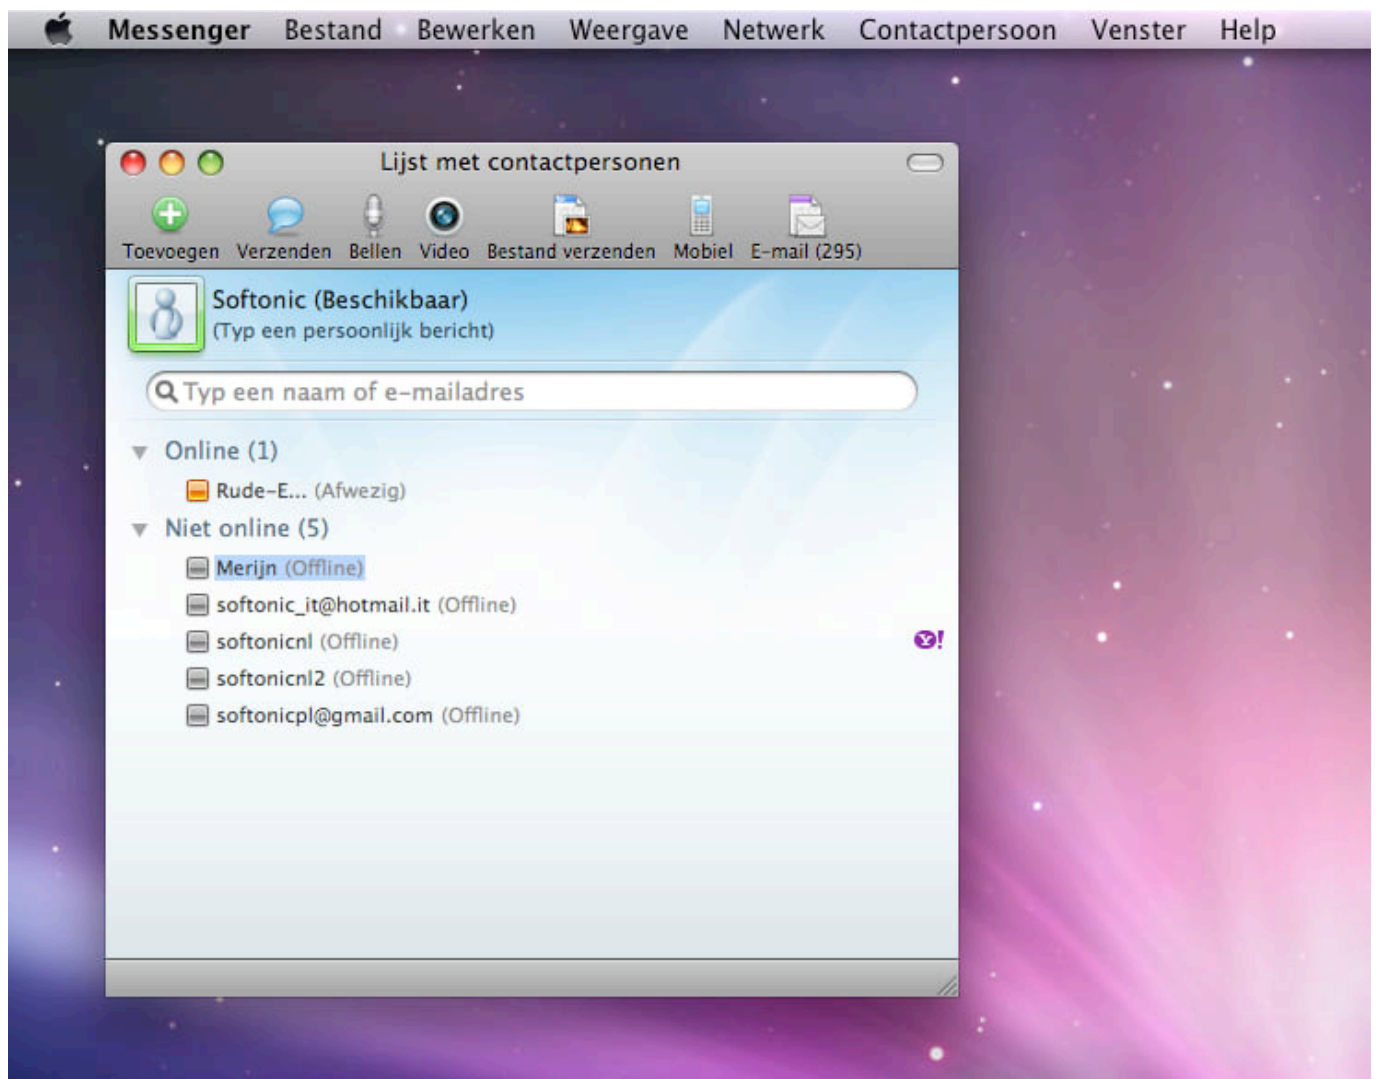 Messenger Bestand Bewerken Weergave Netwerk Contactpersoon Venster Help
Lijst met contactpersonen
Toevoegen Verzenden Bellen Video Bestand verzenden Mobiel E-mail (295)
Softonic (Beschikbaar)
(Typ een persoonlijk bericht)
Typ een naam of e-mailadres
Online (1)
Rude-E... (Afwezig)
Niet online (5)
Merijn (Offline)
softonic_it@hotmail.it (Offline)
softonicnl (Offline) Y!
softonicnl2 (Offline)
softonicpl@gmail.com (Offline)